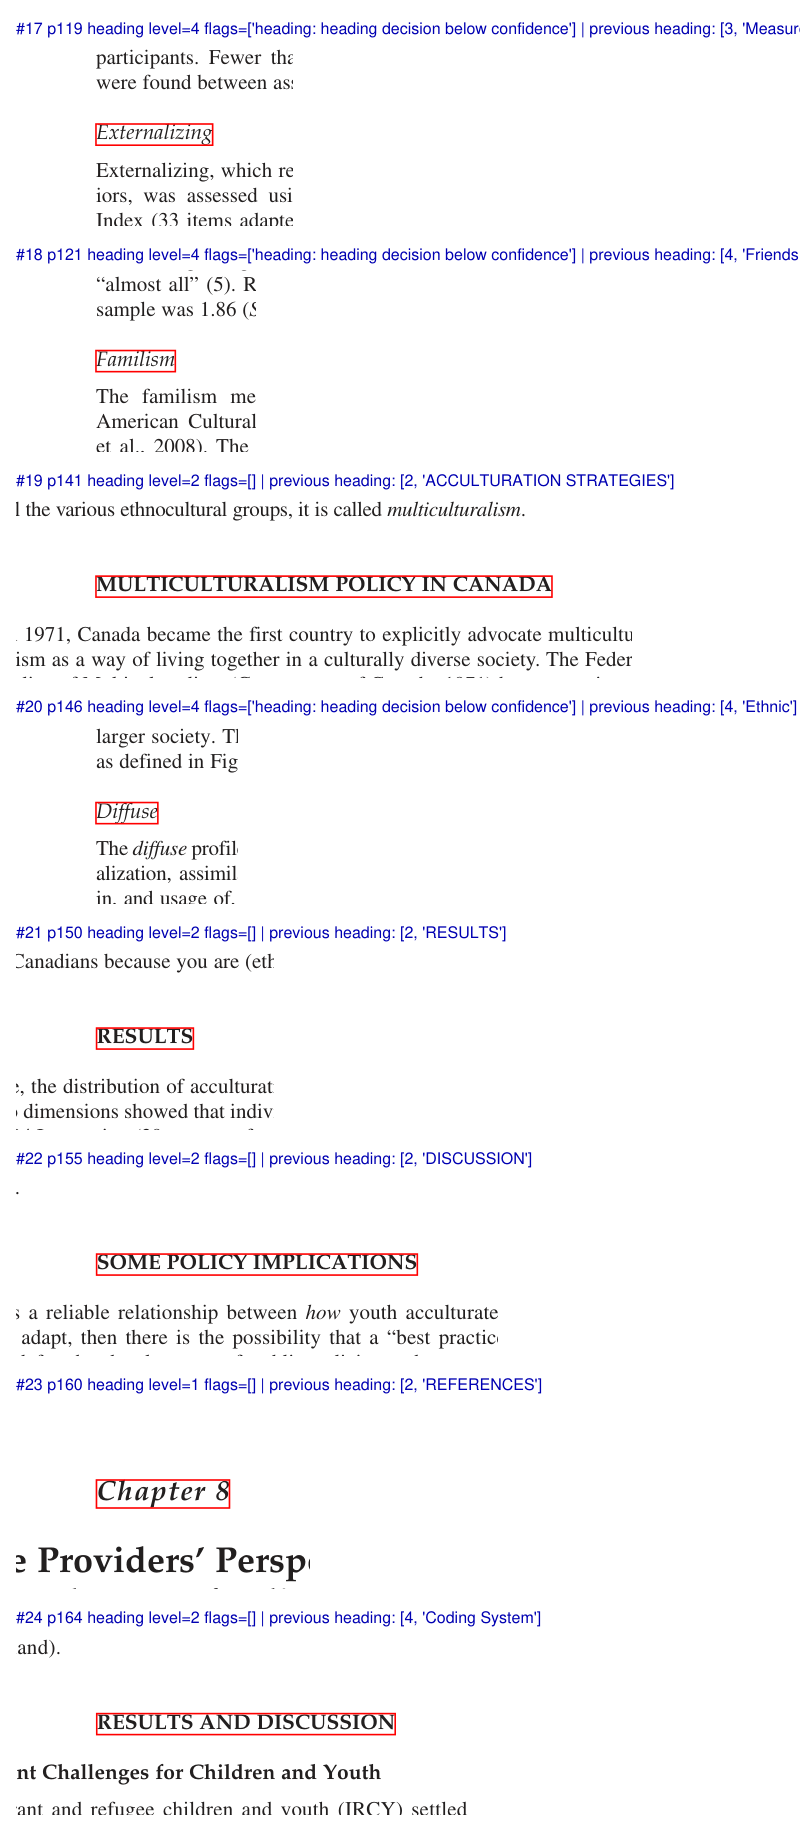 #17 p119 heading level=4 flags=['heading: heading decision below confidence'] | previous heading: [3, 'Measur
participants. Fewer tha
were found between ass
Externalizing
Externalizing, which re
iors, was assessed usi
Index (33 items adapte
#18 p121 heading level=4 flags=['heading: heading decision below confidence'] | previous heading: [4, 'Friends
“almost all” (5). R
sample was 1.86 (S
Familism
The familism me
American Cultural
et al., 2008). The
#19 p141 heading level=2 flags=[] | previous heading: [2, 'ACCULTURATION STRATEGIES']
l the various ethnocultural groups, it is called multiculturalism.
MULTICULTURALISM POLICY IN CANADA
1971, Canada became the first country to explicitly advocate multicultu
ism as a way of living together in a culturally diverse society. The Feder
#20 p146 heading level=4 flags=['heading: heading decision below confidence'] | previous heading: [4, 'Ethnic']
larger society. Tl
as defined in Fig
Diffuse
The diffuse profil
alization, assimil
in, and usage of,
#21 p150 heading level=2 flags=[] | previous heading: [2, 'RESULTS']
Canadians because you are (eth
RESULTS
e, the distribution of acculturat
dimensions showed that indiv
#22 p155 heading level=2 flags=[] | previous heading: [2, 'DISCUSSION']
.
SOME POLICY IMPLICATIONS
s a reliable relationship between how youth acculturate
adapt, then there is the possibility that a “best practic
#23 p160 heading level=1 flags=[] | previous heading: [2, 'REFERENCES']
Chapter 8
e Providers’ Persp
#24 p164 heading level=2 flags=[] | previous heading: [4, 'Coding System']
and).
RESULTS AND DISCUSSION
nt Challenges for Children and Youth
rant and refugee children and youth (IRCY) settled